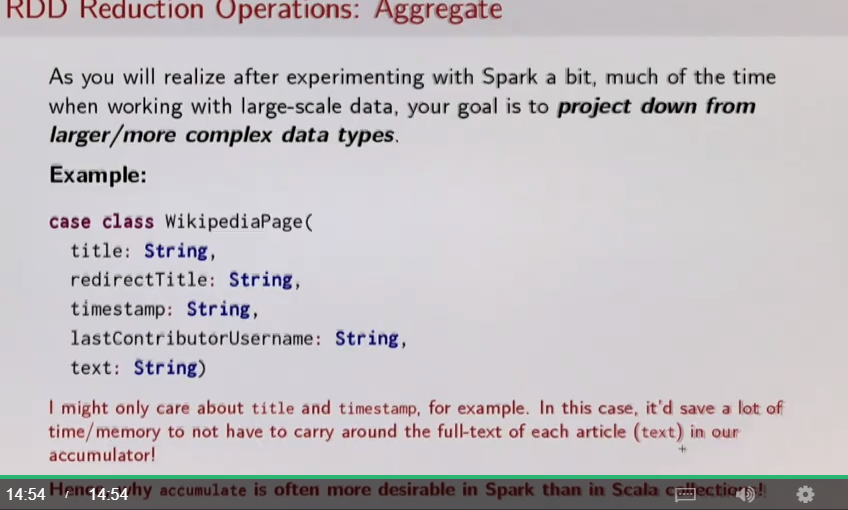 RDD Reduction Operations: Aggregate
As you will realize after experimenting with Spark a bit, much of the time
when working with large-scale data, your goal is to project down from
larger/more complex data types.
Example:
case class WikipediaPage(
title: String,
redirectTitle: String,
timestamp: String,
lastContributorUsername: String,
text: String)
I might only care about title and timestamp, for example. In this case, it'd save a lot of
time/memory to not have to carry around the full-text of each article (text) in our
accumulator!
Hence, why accumulate is often more desirable in Spark than in Scala collections!
14:54 / 14:54